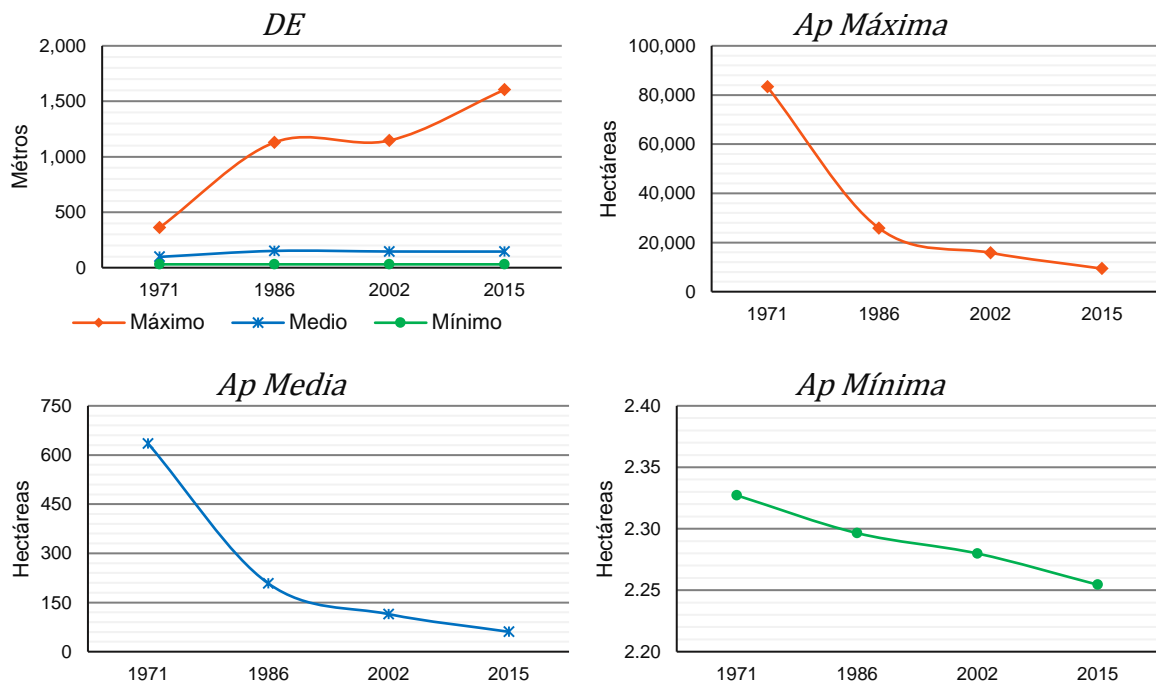 DE
2,000
1,500
1,000
500
0
Métros
1971 1986 2002 2015
Máximo Medio Mínimo
Ap Máxima
100,000
80,000
60,000
40,000
20,000
0
Hectáreas
1971 1986 2002 2015
Ap Media
750
600
450
300
150
0
Hectáreas
1971 1986 2002 2015
Ap Mínima
2.40
2.35
2.30
2.25
2.20
Hectáreas
1971 1986 2002 2015